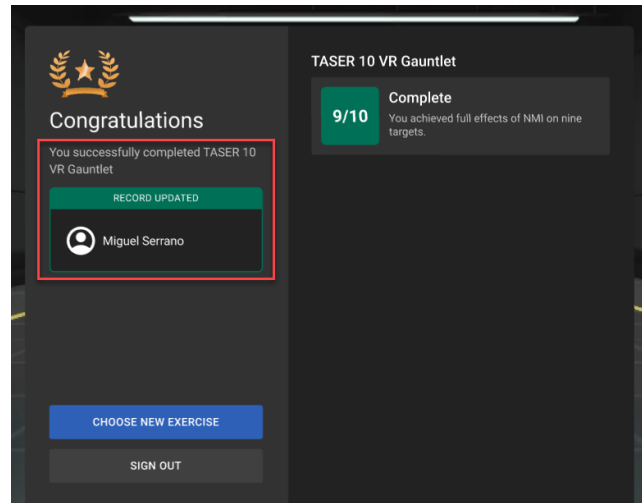 Congratulations
You successfully completed TASER 10
VR Gauntlet
RECORD UPDATED
Miguel Serrano
CHOOSE NEW EXERCISE
SIGN OUT
TASER 10 VR Gauntlet
9/10
Complete
You achieved full effects of NMI on nine
targets.